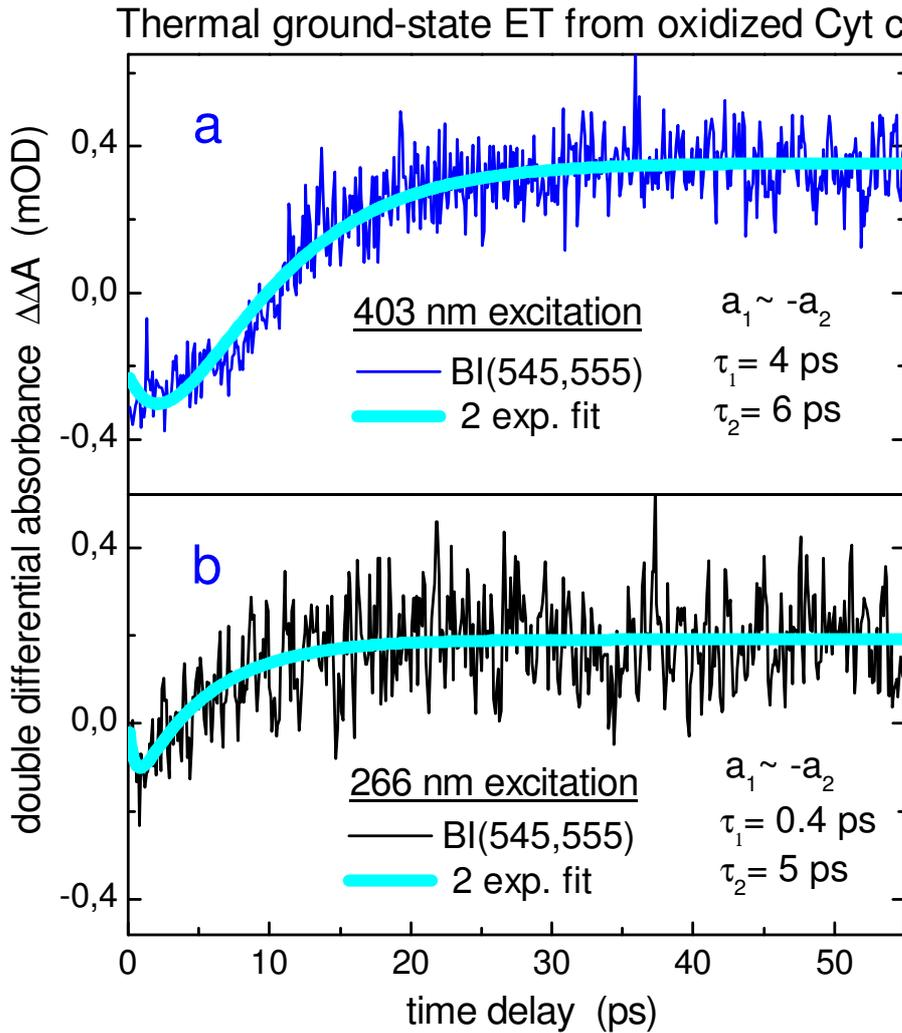 Thermal ground-state ET from oxidized Cyt c
double differential absorbance ΔΔA (mOD)
a
0,4
0,0
-0,4
403 nm excitation
BI(545,555)
2 exp. fit
a₁~ -a₂
τ₁= 4 ps
τ₂= 6 ps
b
0,4
0,0
-0,4
266 nm excitation
BI(545,555)
2 exp. fit
a₁~ -a₂
τ₁= 0.4 ps
τ₂= 5 ps
0 10 20 30 40 50
time delay (ps)